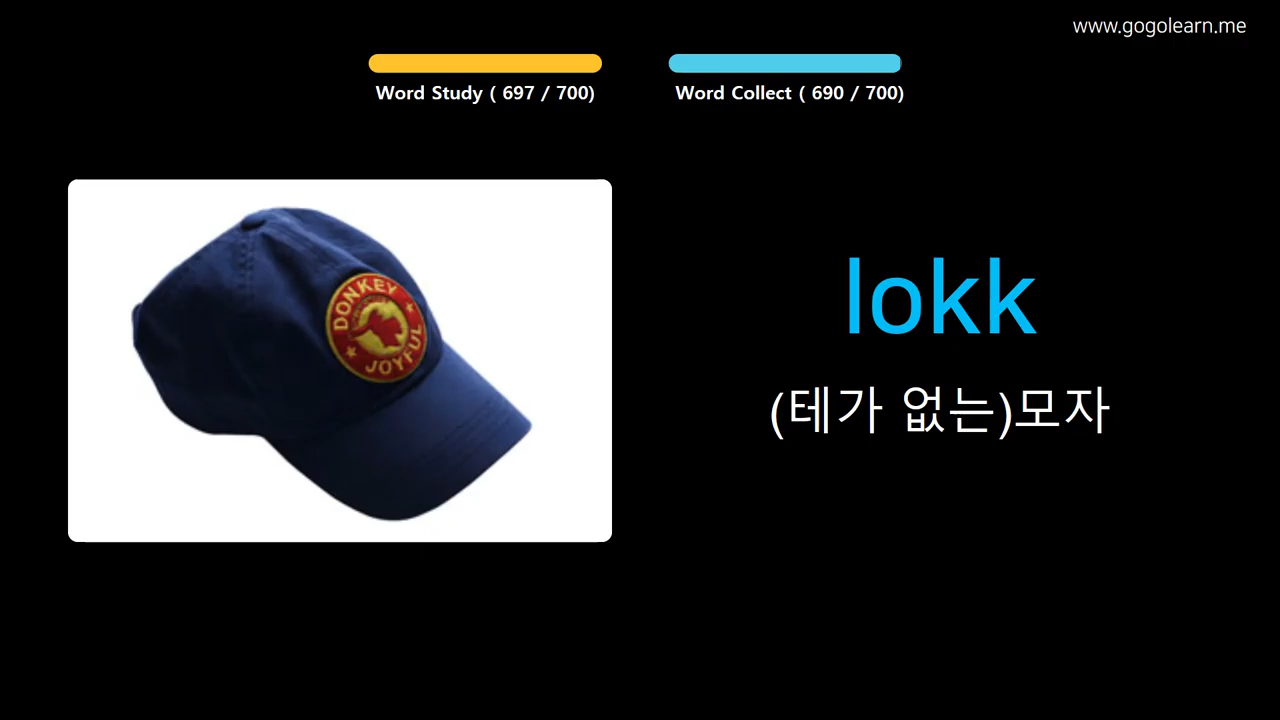 www.gogolearn.me
Word Study ( 697 / 700)
Word Collect ( 690 / 700)
DONKEY
JOYFUL
lokk
(테가 없는)모자